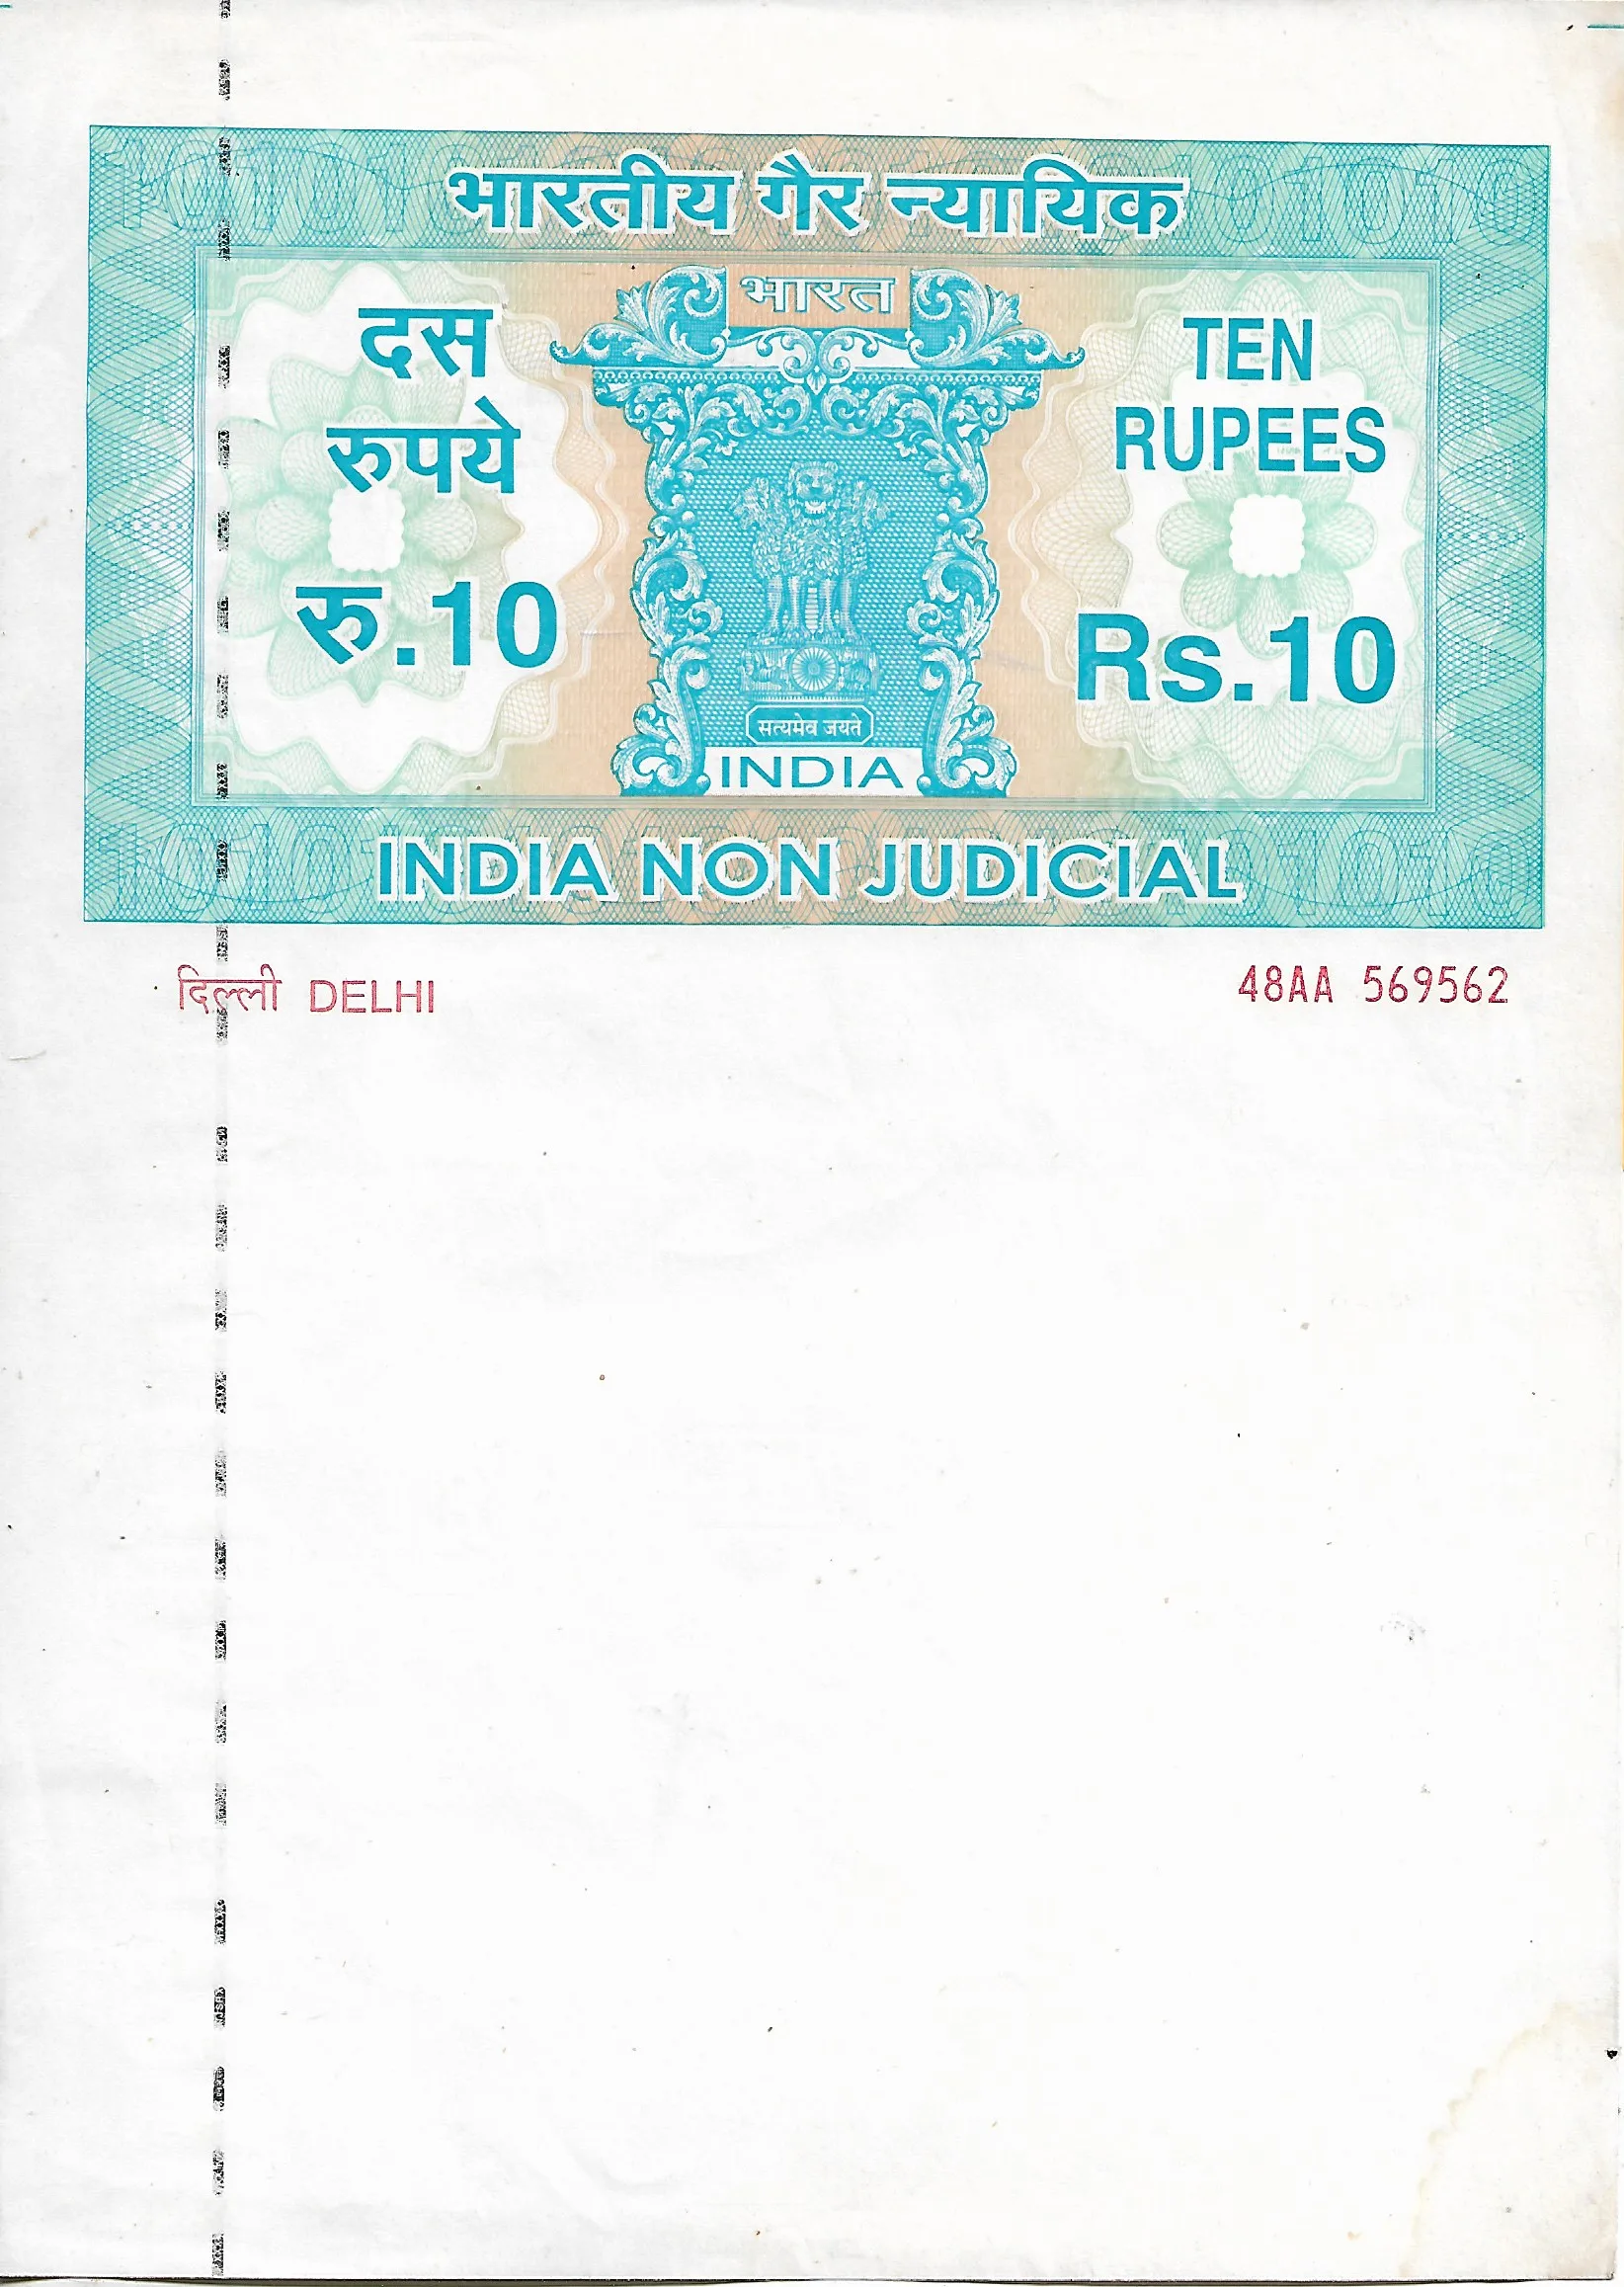 भारतीय गैर न्यायिक
भारत
दस
रुपये
रु.10
TEN
RUPEES
Rs.10
सत्यमेव जयते
INDIA
INDIA NON JUDICIAL
दिल्ली DELHI
48AA 569562